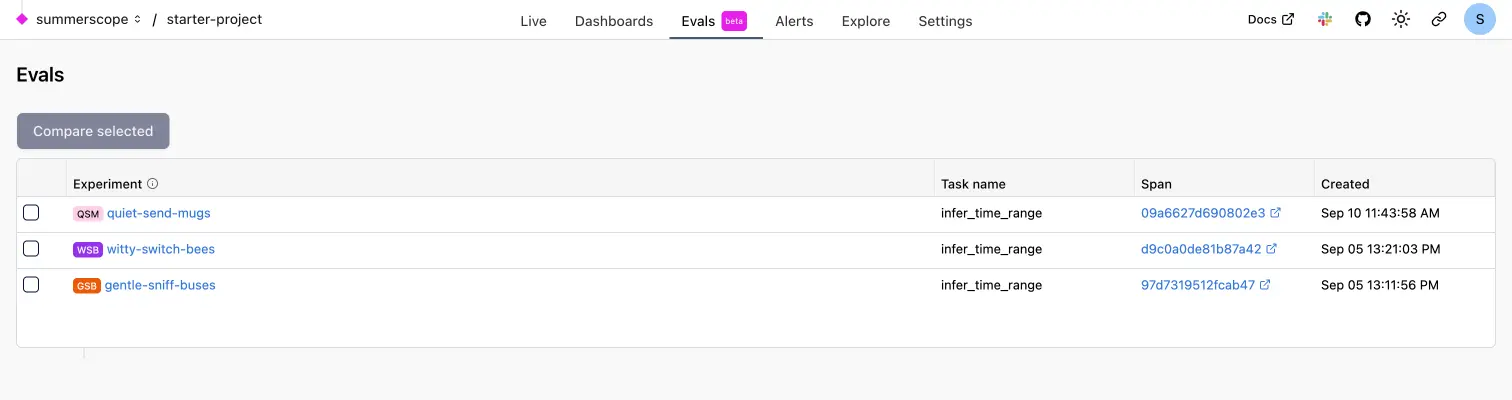 summerscope / starter-project Live Dashboards Evals beta Alerts Explore Settings Docs S
Evals
Compare selected
Experiment Task name Span Created
QSM quiet-send-mugs infer_time_range 09a6627d690802e3 Sep 10 11:43:58 AM
WSB witty-switch-bees infer_time_range d9c0a0de81b87a42 Sep 05 13:21:03 PM
GSB gentle-sniff-buses infer_time_range 97d7319512fcab47 Sep 05 13:11:56 PM